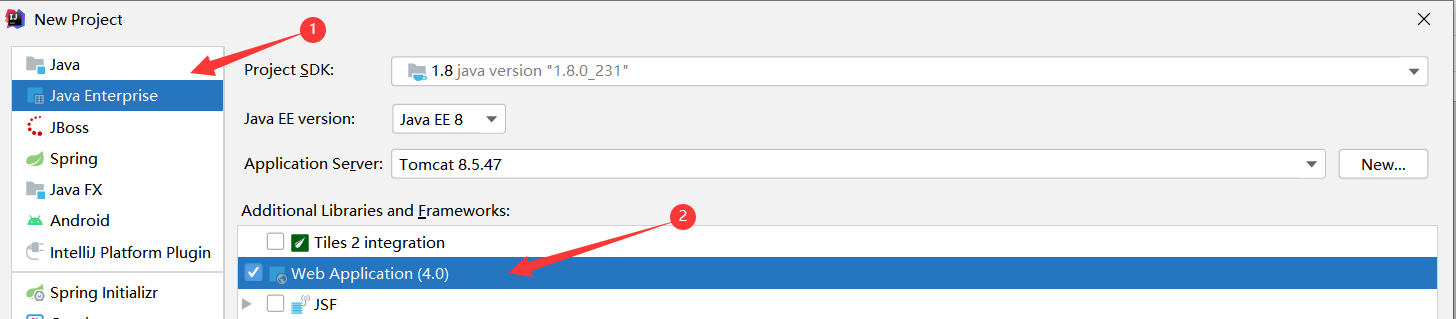 New Project
1
Java
Java Enterprise
JBoss
Spring
Java FX
Android
IntelliJ Platform Plugin
Spring Initializr
Project SDK:
1.8 java version "1.8.0_231"
Java EE version:
Java EE 8
Application Server:
Tomcat 8.5.47
New...
Additional Libraries and Frameworks:
2
Tiles 2 integration
Web Application (4.0)
JSF